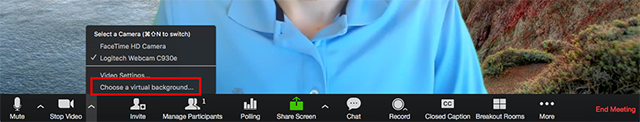 Select a Camera (⌘⇧N to switch)
FaceTime HD Camera
✓ Logitech Webcam C930e
Video Settings...
Choose a virtual background...
Mute
Stop Video
Invite
1
Manage Participants
Polling
Share Screen
Chat
Record
CC
Closed Caption
Breakout Rooms
More
End Meeting